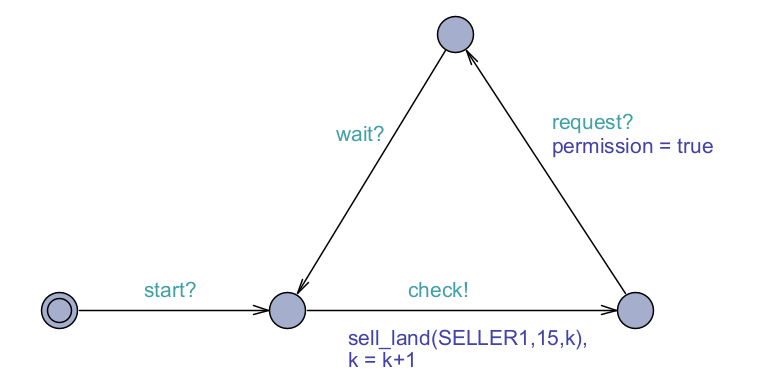 request?
permission = true
wait?
start?
check!
sell_land(SELLER1,15,k),
k = k+1